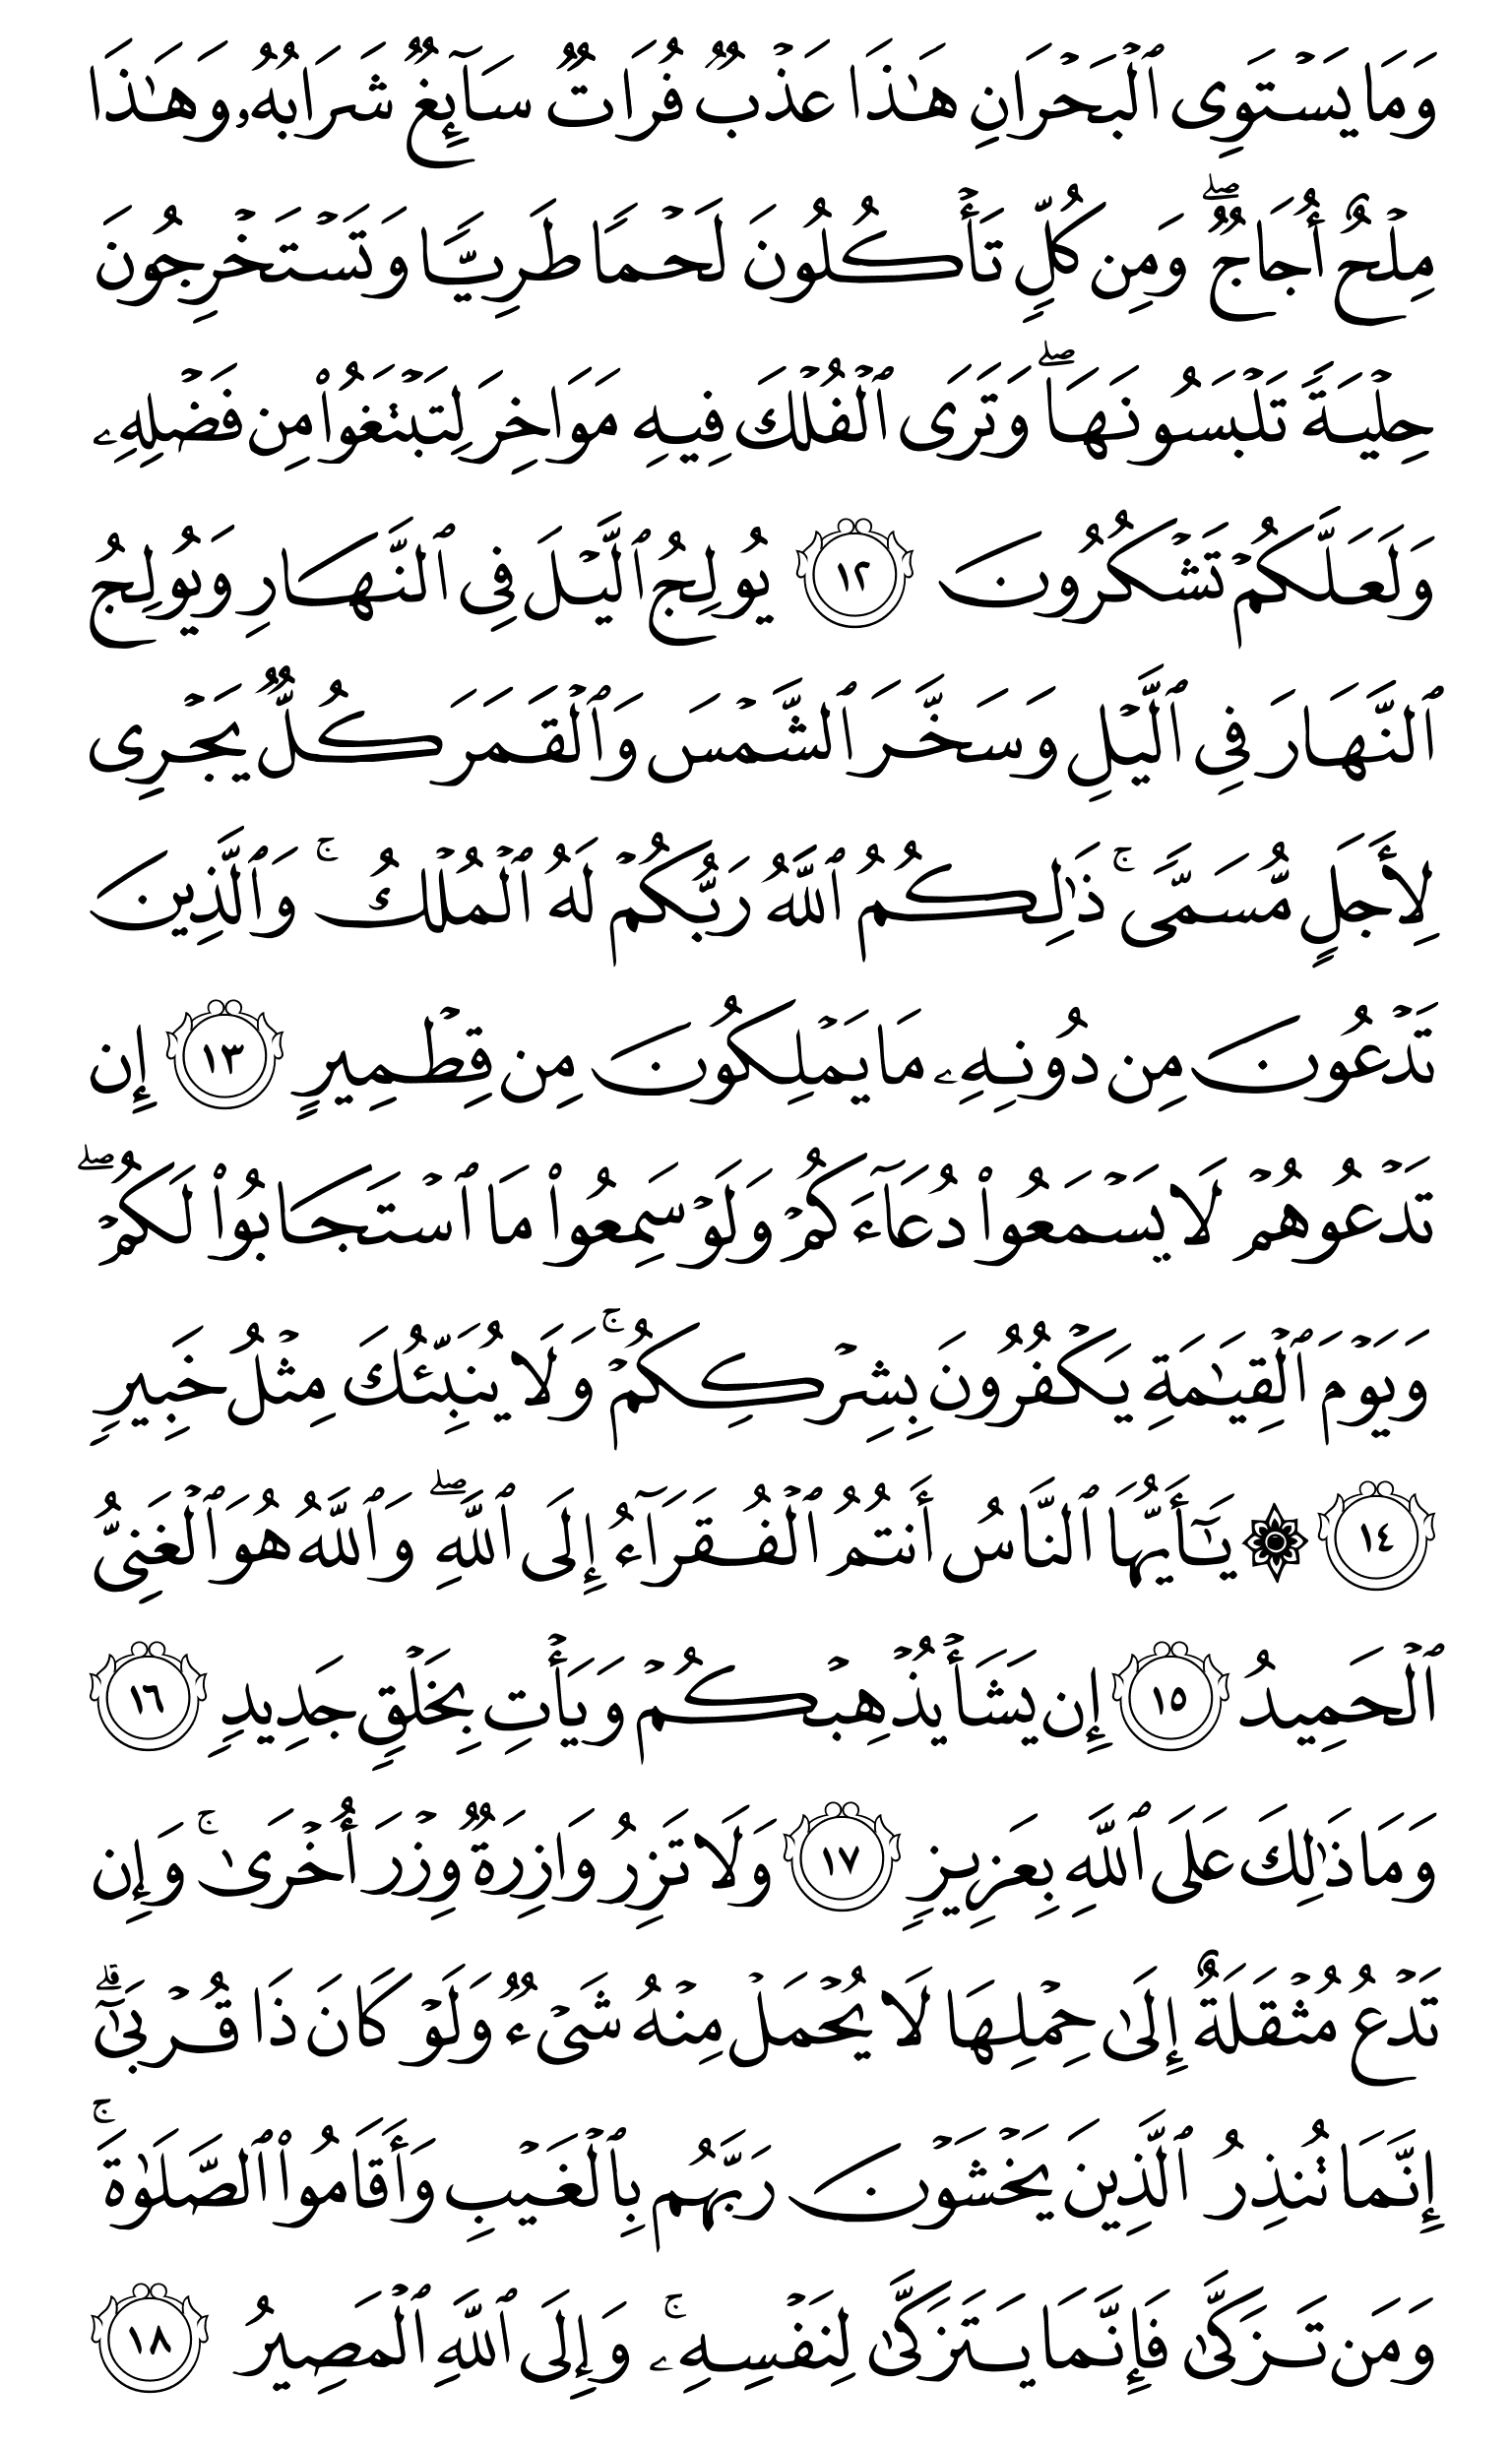 وَمَا يَسۡتَوِي ٱلۡبَحۡرَانِ هَٰذَا عَذۡبٞ فُرَاتٞ سَآئِغٞ شَرَابُهُۥ وَهَٰذَا
مِلۡحٌ أُجَاجٞۖ وَمِن كُلّٖ تَأۡكُلُونَ لَحۡمٗا طَرِيّٗا وَتَسۡتَخۡرِجُونَ
حِلۡيَةٗ تَلۡبَسُونَهَاۖ وَتَرَى ٱلۡفُلۡكَ فِيهِ مَوَاخِرَ لِتَبۡتَغُواْ مِن فَضۡلِهِۦ
وَلَعَلَّكُمۡ تَشۡكُرُونَ ١٢ يُولِجُ ٱلَّيۡلَ فِي ٱلنَّهَارِ وَيُولِجُ
ٱلنَّهَارَ فِي ٱلَّيۡلِ وَسَخَّرَ ٱلشَّمۡسَ وَٱلۡقَمَرَ كُلّٞ يَجۡرِي
لِأَجَلٖ مُّسَمّٗىۚ ذَٰلِكُمُ ٱللَّهُ رَبُّكُمۡ لَهُ ٱلۡمُلۡكُۚ وَٱلَّذِينَ
تَدۡعُونَ مِن دُونِهِۦ مَا يَمۡلِكُونَ مِن قِطۡمِيرٍ ١٣ إِن
تَدۡعُوهُمۡ لَا يَسۡمَعُواْ دُعَآءَكُمۡ وَلَوۡ سَمِعُواْ مَا ٱسۡتَجَابُواْ لَكُمۡۖ
وَيَوۡمَ ٱلۡقِيَٰمَةِ يَكۡفُرُونَ بِشِرۡكِكُمۡۚ وَلَا يُنَبِّئُكَ مِثۡلُ خَبِيرٖ
١٤ ۞ يَٰٓأَيُّهَا ٱلنَّاسُ أَنتُمُ ٱلۡفُقَرَآءُ إِلَى ٱللَّهِۖ وَٱللَّهُ هُوَ ٱلۡغَنِيُّ
ٱلۡحَمِيدُ ١٥ إِن يَشَأۡ يُذۡهِبۡكُمۡ وَيَأۡتِ بِخَلۡقٖ جَدِيدٖ ١٦
وَمَا ذَٰلِكَ عَلَى ٱللَّهِ بِعَزِيزٖ ١٧ وَلَا تَزِرُ وَازِرَةٞ وِزۡرَ أُخۡرَىٰۚ وَإِن
تَدۡعُ مُثۡقَلَةٌ إِلَىٰ حِمۡلِهَا لَا يُحۡمَلۡ مِنۡهُ شَيۡءٞ وَلَوۡ كَانَ ذَا قُرۡبَىٰٓۗ
إِنَّمَا تُنذِرُ ٱلَّذِينَ يَخۡشَوۡنَ رَبَّهُم بِٱلۡغَيۡبِ وَأَقَامُواْ ٱلصَّلَوٰةَۚ
وَمَن تَزَكَّىٰ فَإِنَّمَا يَتَزَكَّىٰ لِنَفۡسِهِۦۚ وَإِلَى ٱللَّهِ ٱلۡمَصِيرُ ١٨